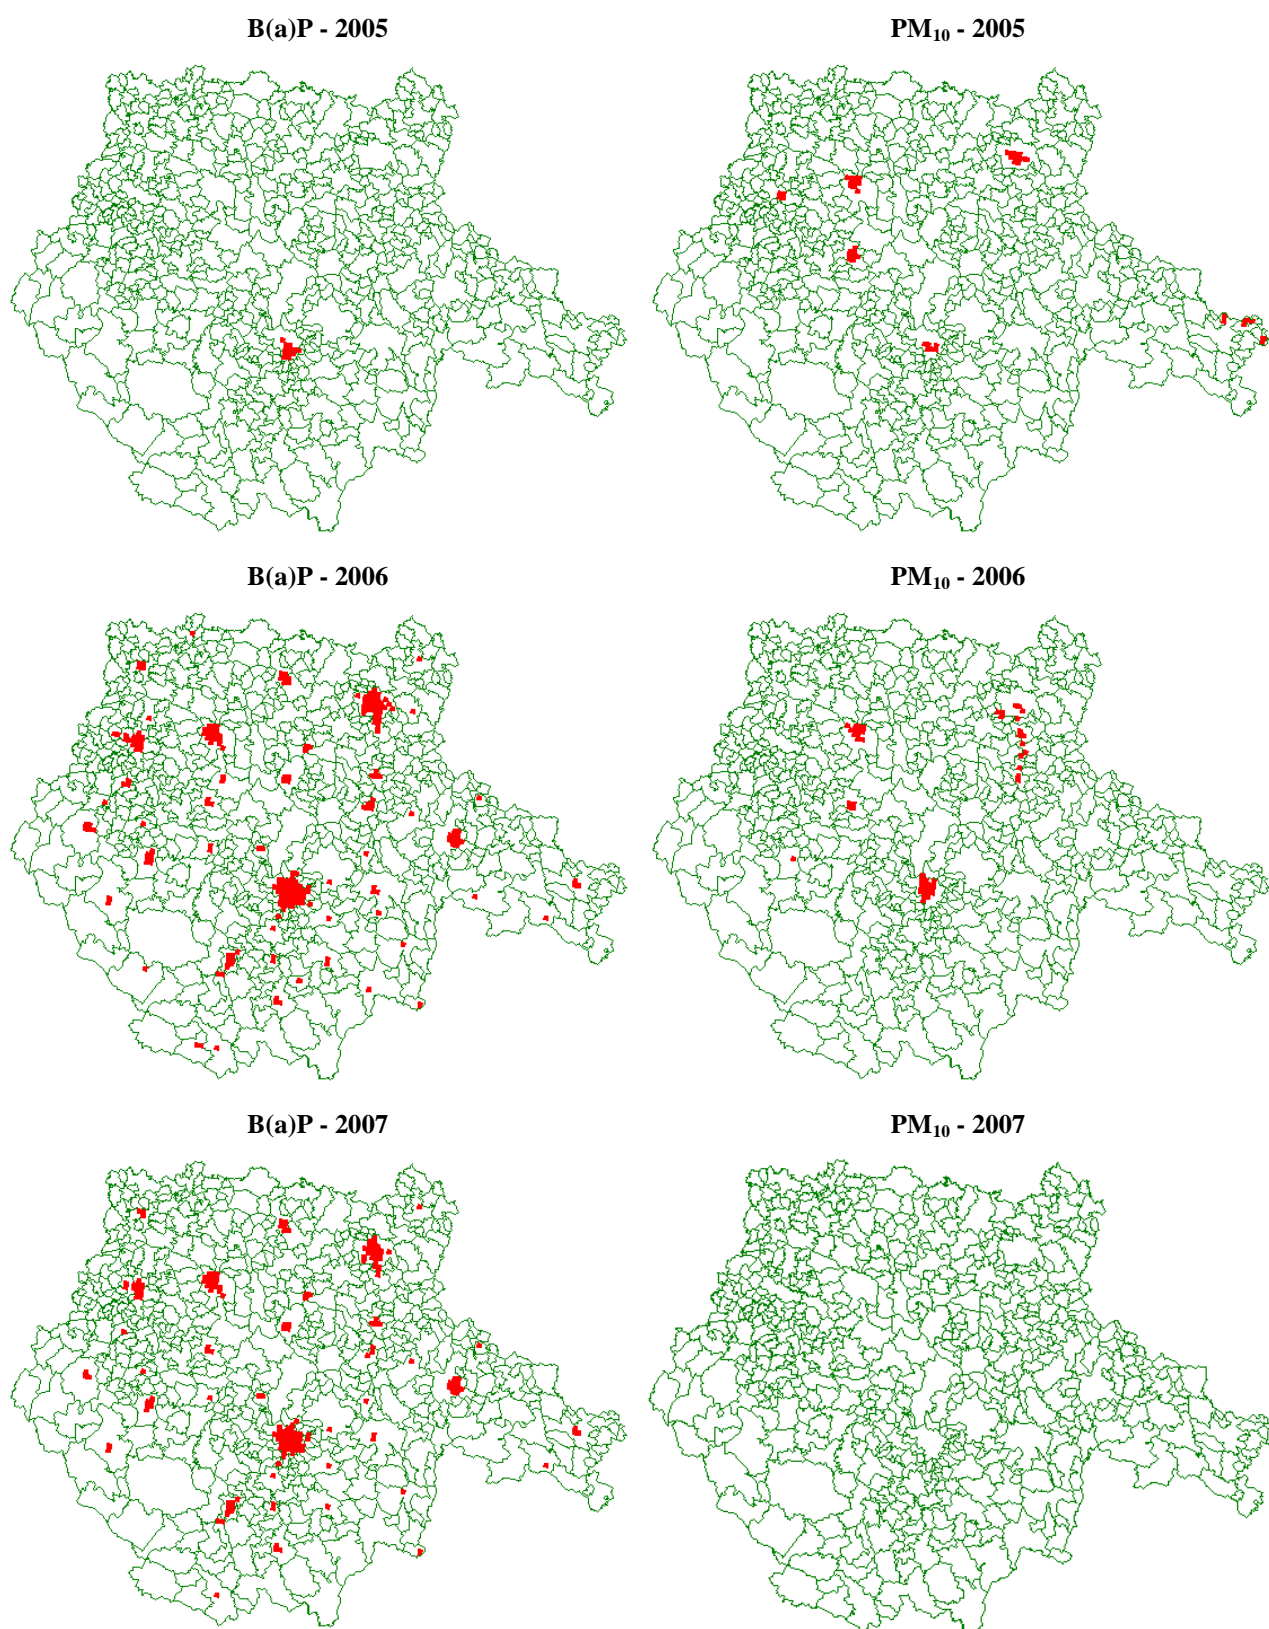 B(a)P - 2005
PM₁₀ - 2005
B(a)P - 2006
PM₁₀ - 2006
B(a)P - 2007
PM₁₀ - 2007